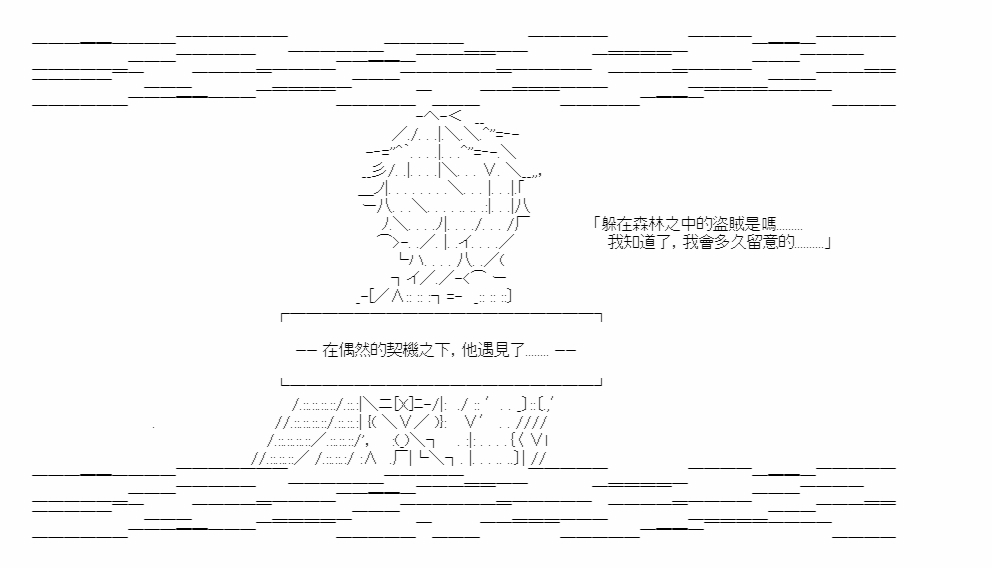 「躲在森林之中的盜賊是嗎.........
我知道了, 我會多久留意的..........」
—— 在偶然的契機之下, 他遇見了........ ——